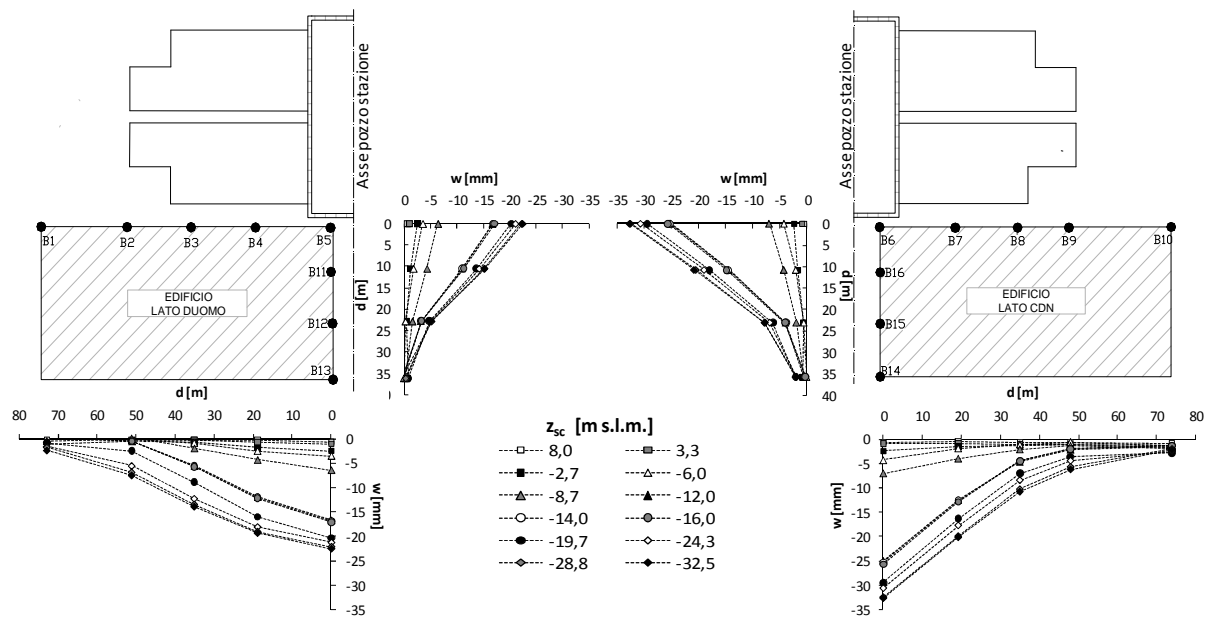 Asse pozzo stazione
Asse pozzo stazione
w [mm]
0 -5 -10 -15 -20 -25 -30 -35
w [mm]
-35 -30 -25 -20 -15 -10 -5 0
B1 B2 B3 B4 B5
B11
B12
B13
EDIFICIO
LATO DUOMO
d [m]
0
5
10
15
20
25
30
35
d [m]
0
5
10
15
20
25
30
35
40
B6 B7 B8 B9 B10
B16
B15
B14
EDIFICIO
LATO CDN
d [m]
80 70 60 50 40 30 20 10 0
w [mm]
0
-5
-10
-15
-20
-25
-30
-35
zsc [m s.l.m.]
8,0 3,3
-2,7 -6,0
-8,7 -12,0
-14,0 -16,0
-19,7 -24,3
-28,8 -32,5
d [m]
0 10 20 30 40 50 60 70 80
w [mm]
0
-5
-10
-15
-20
-25
-30
-35